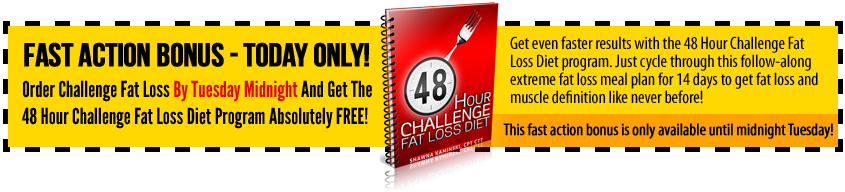 FAST ACTION BONUS - TODAY ONLY!
Order Challenge Fat Loss By Tuesday Midnight And Get The
48 Hour Challenge Fat Loss Diet Program Absolutely FREE!
48
HOUR
CHALLENGE
FAT LOSS DIET
SHAWNA KAMINSKI, CPT CTT
Get even faster results with the 48 Hour Challenge Fat
Loss Diet program. Just cycle through this follow-along
extreme fat loss meal plan for 14 days to get fat loss and
muscle definition like never before!
This fast action bonus is only available until midnight Tuesday!